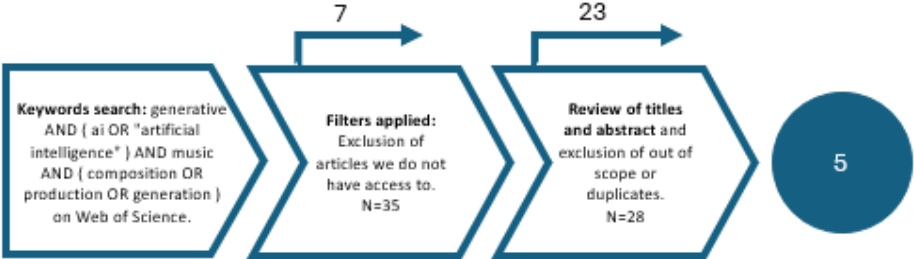 7
23
Keywords search: generative
AND ( ai OR "artificial
intelligence" ) AND music
AND ( composition OR
production OR generation )
on Web of Science.
Filters applied:
Exclusion of
articles we do not
have access to.
N=35
Review of titles
and abstract and
exclusion of out of
scope or
duplicates.
N=28
5